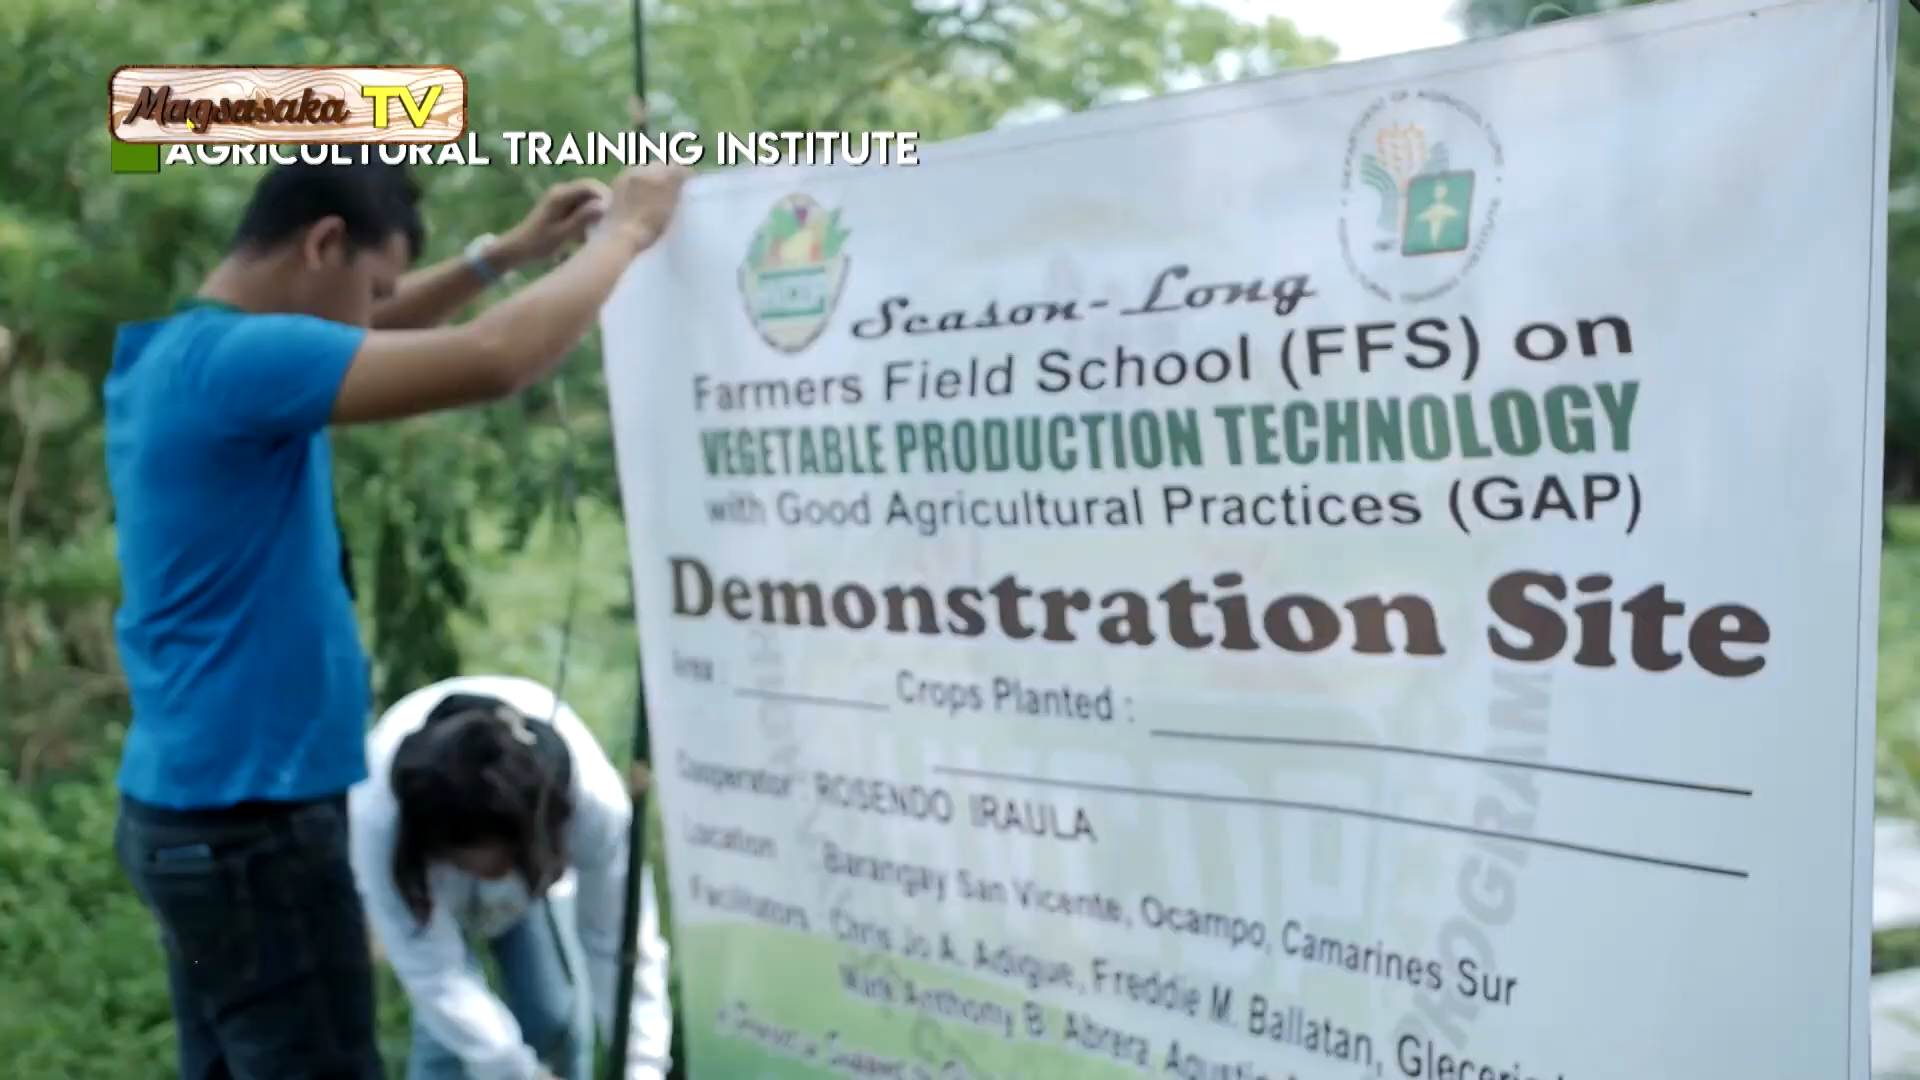 Magsasaka TV
AGRICULTURAL TRAINING INSTITUTE
Season-Long
Farmers Field School (FFS) on
VEGETABLE PRODUCTION TECHNOLOGY
with Good Agricultural Practices (GAP)
Demonstration Site
Area : Crops Planted :
Cooperator : ROSENDO IRAULA
Location : Barangay San Vicente, Ocampo, Camarines Sur
Facilitators : Chris Jo A. Adigue, Freddie M. Ballatan,
Mark Anthony B. Abrera,
PROGRAM